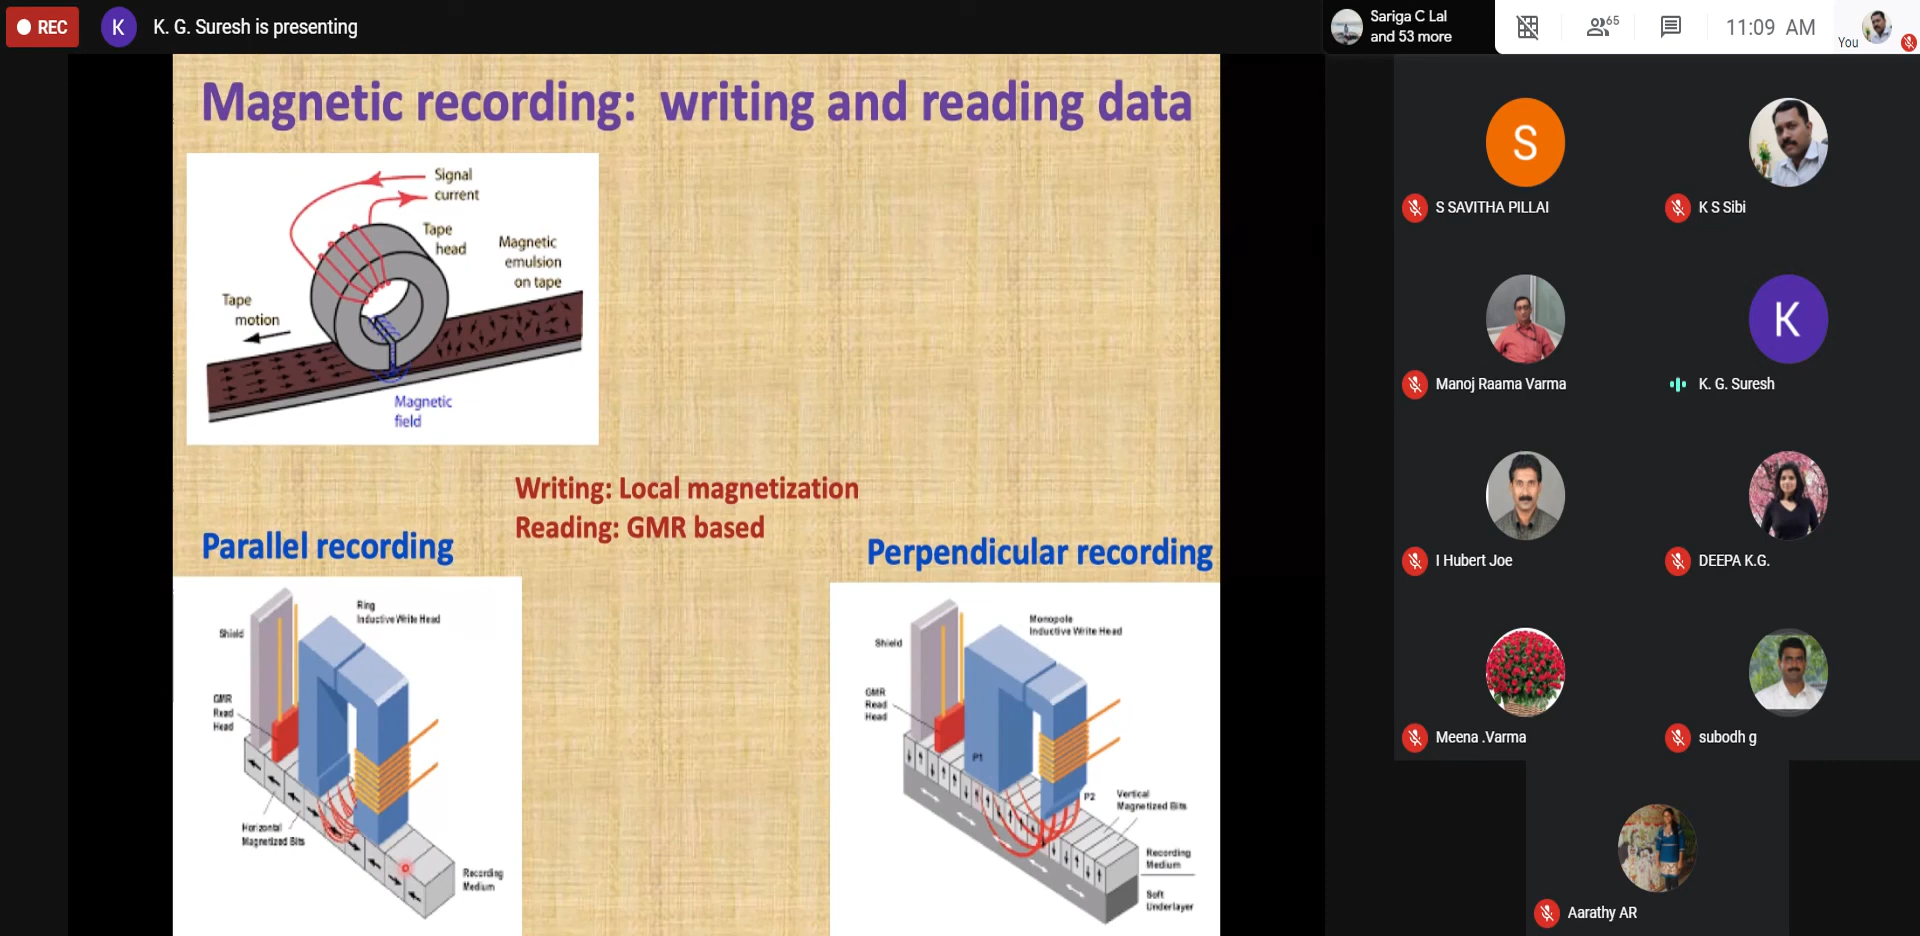 REC
K
K. G. Suresh is presenting
Sariga C Lal
and 53 more
65
11:09 AM
You
Magnetic recording: writing and reading data
Signal
current
Tape
head
Magnetic
emulsion
on tape
Tape
motion
Magnetic
field
Writing: Local magnetization
Reading: GMR based
Parallel recording
Perpendicular recording
Ring
Inductive Write Head
Shield
GMR
Read
Head
Horizontal
Magnetized Bits
Recording
Medium
Monopole
Inductive Write Head
Shield
GMR
Read
Head
P1
P2
Vertical
Magnetized Bits
Recording
Medium
Soft
Underlayer
S
S SAVITHA PILLAI
K S Sibi
Manoj Raama Varma
K
K. G. Suresh
I Hubert Joe
DEEPA K.G.
Meena .Varma
subodh g
Aarathy AR